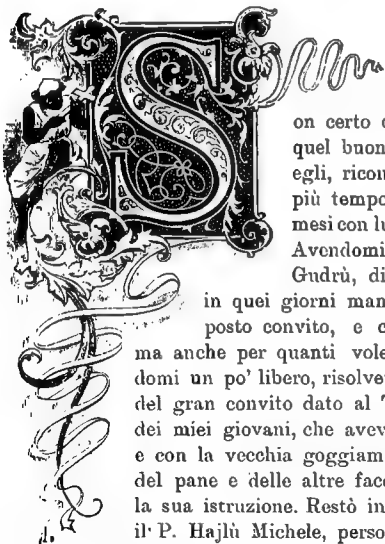 S
on certo
quel buon
egli, ricon
più tempo
mesi con lu
Avendomi
Gudrù, di
in quei giorni man
posto convito, e c
ma anche per quanti vole
domi un po' libero, risolve
del gran convito dato al
dei miei giovani, che avev
e con la vecchia goggiam
del pane e delle altre facc
la sua istruzione. Restò in
il P. Hajlù Michele, perso